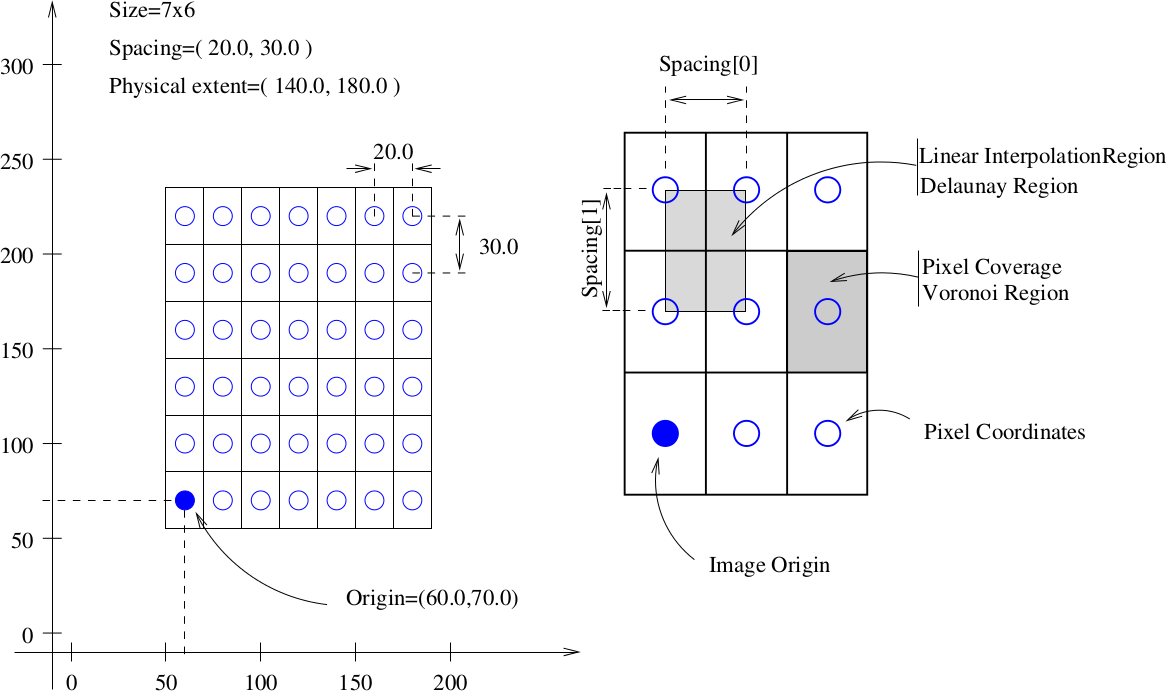 Size=7x6
Spacing=( 20.0, 30.0 )
Physical extent=( 140.0, 180.0 )
300
250
200
150
100
50
0
20.0
30.0
Origin=(60.0,70.0)
0
50
100
150
200
Spacing[0]
Spacing[1]
Linear InterpolationRegion
Delaunay Region
Pixel Coverage
Voronoi Region
Pixel Coordinates
Image Origin